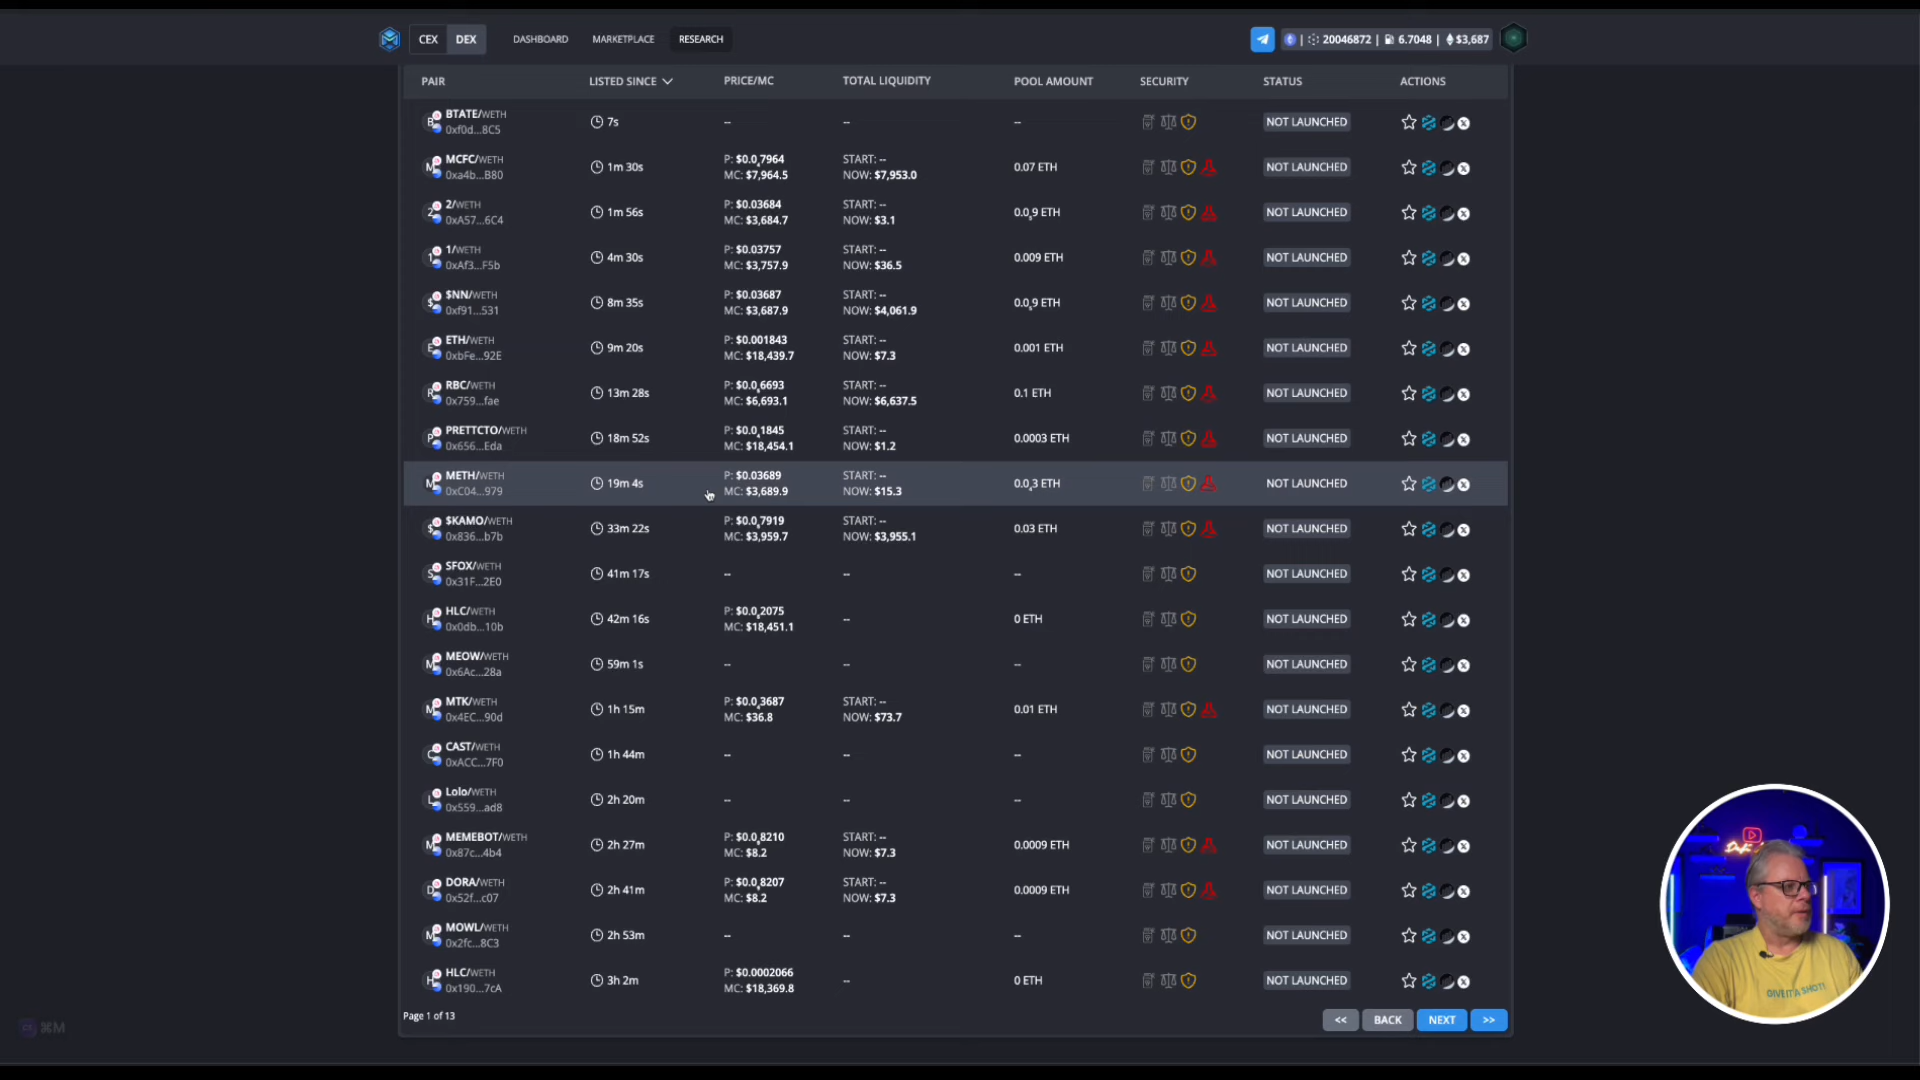 CEX DEX DASHBOARD MARKETPLACE RESEARCH | 20046872 | 6.7048 | $3,687
PAIR LISTED SINCE PRICE/MC TOTAL LIQUIDITY POOL AMOUNT SECURITY STATUS ACTIONS
BTATE/WETH
0xf0d...8C5 7s -- -- -- NOT LAUNCHED
MCFC/WETH P: $0.0 7964 START: --
0xa4b...B80 1m 30s MC: $7,964.5 NOW: $7,953.0 0.07 ETH NOT LAUNCHED
2/WETH P: $0.03684 START: --
0xA57...6C4 1m 56s MC: $3,684.7 NOW: $3.1 0.0 9 ETH NOT LAUNCHED
1/WETH P: $0.03757 START: --
0xAf3...F5b 4m 30s MC: $3,757.9 NOW: $36.5 0.009 ETH NOT LAUNCHED
$NN/WETH P: $0.03687 START: --
0xf91...531 8m 35s MC: $3,687.9 NOW: $4,061.9 0.0 9 ETH NOT LAUNCHED
ETH/WETH P: $0.001843 START: --
0xbFe...92E 9m 20s MC: $18,439.7 NOW: $7.3 0.001 ETH NOT LAUNCHED
RBC/WETH P: $0.0 6693 START: --
0x759...fae 13m 28s MC: $6,693.1 NOW: $6,637.5 0.1 ETH NOT LAUNCHED
PRETTCTO/WETH P: $0.0 1845 START: --
0x656...Eda 18m 52s MC: $18,454.1 NOW: $1.2 0.0003 ETH NOT LAUNCHED
METH/WETH P: $0.03689 START: --
0xC04...979 19m 4s MC: $3,689.9 NOW: $15.3 0.0 3 ETH NOT LAUNCHED
$KAMO/WETH P: $0.0 7919 START: --
0x836...b7b 33m 22s MC: $3,959.7 NOW: $3,955.1 0.03 ETH NOT LAUNCHED
SFOX/WETH
0x31F...2E0 41m 17s -- -- -- NOT LAUNCHED
HLC/WETH P: $0.0 2075
0x0db...10b 42m 16s MC: $18,451.1 -- 0 ETH NOT LAUNCHED
MEOW/WETH
0x6Ac...28a 59m 1s -- -- -- NOT LAUNCHED
MTK/WETH P: $0.0 3687 START: --
0x4EC...90d 1h 15m MC: $36.8 NOW: $73.7 0.01 ETH NOT LAUNCHED
CAST/WETH
0xACC...7F0 1h 44m -- -- -- NOT LAUNCHED
Lolo/WETH
0x559...ad8 2h 20m -- -- -- NOT LAUNCHED
MEMEBOT/WETH P: $0.0 8210 START: --
0x87c...4b4 2h 27m MC: $8.2 NOW: $7.3 0.0009 ETH NOT LAUNCHED
DORA/WETH P: $0.0 8207 START: --
0x52f...c07 2h 41m MC: $8.2 NOW: $7.3 0.0009 ETH NOT LAUNCHED
MOWL/WETH
0x2fc...8C3 2h 53m -- -- -- NOT LAUNCHED
HLC/WETH P: $0.0002066
0x190...7cA 3h 2m MC: $18,369.8 -- 0 ETH NOT LAUNCHED
Page 1 of 13 << BACK NEXT >>
⌘M
GIVE IT A SHOT!